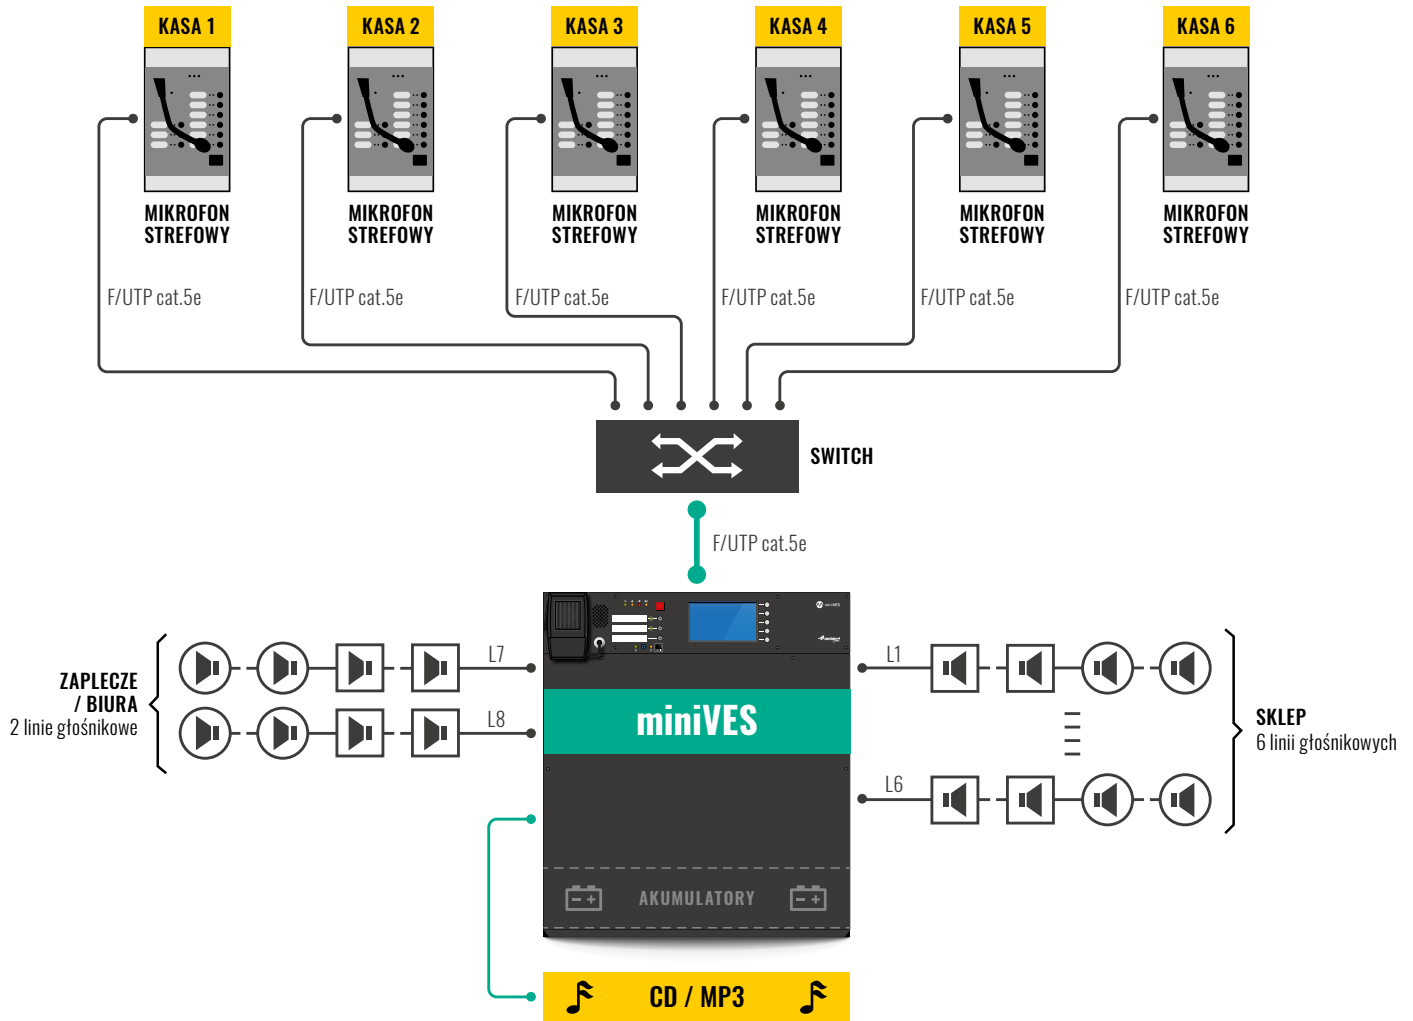 KASA 1
KASA 2
KASA 3
KASA 4
KASA 5
KASA 6
MIKROFON
STREFOWY
MIKROFON
STREFOWY
MIKROFON
STREFOWY
MIKROFON
STREFOWY
MIKROFON
STREFOWY
MIKROFON
STREFOWY
F/UTP cat.5e
F/UTP cat.5e
F/UTP cat.5e
F/UTP cat.5e
F/UTP cat.5e
F/UTP cat.5e
SWITCH
F/UTP cat.5e
miniVES
ZAPLECZE
/ BIURA
2 linie głośnikowe
L7
L8
miniVES
L1
L6
SKLEP
6 linii głośnikowych
AKUMULATORY
CD / MP3